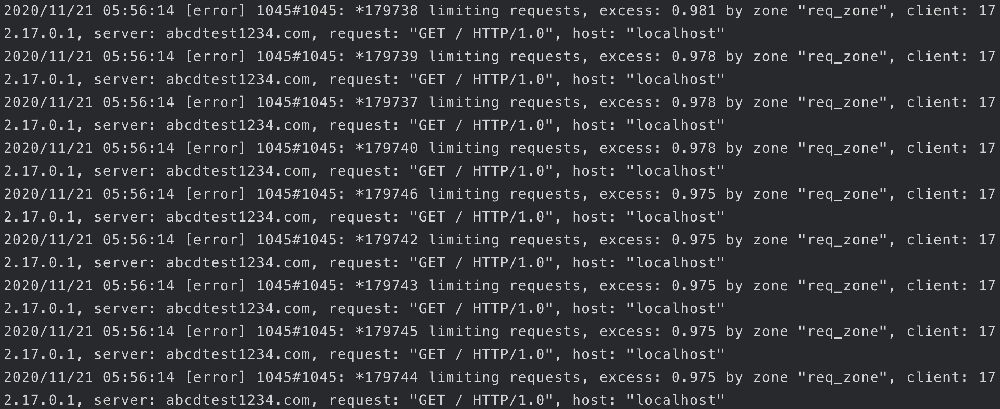 2020/11/21 05:56:14 [error] 1045#1045: *179738 limiting requests, excess: 0.981 by zone "req_zone", client: 17
2.17.0.1, server: abcdtest1234.com, request: "GET / HTTP/1.0", host: "localhost"
2020/11/21 05:56:14 [error] 1045#1045: *179739 limiting requests, excess: 0.978 by zone "req_zone", client: 17
2.17.0.1, server: abcdtest1234.com, request: "GET / HTTP/1.0", host: "localhost"
2020/11/21 05:56:14 [error] 1045#1045: *179737 limiting requests, excess: 0.978 by zone "req_zone", client: 17
2.17.0.1, server: abcdtest1234.com, request: "GET / HTTP/1.0", host: "localhost"
2020/11/21 05:56:14 [error] 1045#1045: *179740 limiting requests, excess: 0.978 by zone "req_zone", client: 17
2.17.0.1, server: abcdtest1234.com, request: "GET / HTTP/1.0", host: "localhost"
2020/11/21 05:56:14 [error] 1045#1045: *179746 limiting requests, excess: 0.975 by zone "req_zone", client: 17
2.17.0.1, server: abcdtest1234.com, request: "GET / HTTP/1.0", host: "localhost"
2020/11/21 05:56:14 [error] 1045#1045: *179742 limiting requests, excess: 0.975 by zone "req_zone", client: 17
2.17.0.1, server: abcdtest1234.com, request: "GET / HTTP/1.0", host: "localhost"
2020/11/21 05:56:14 [error] 1045#1045: *179743 limiting requests, excess: 0.975 by zone "req_zone", client: 17
2.17.0.1, server: abcdtest1234.com, request: "GET / HTTP/1.0", host: "localhost"
2020/11/21 05:56:14 [error] 1045#1045: *179745 limiting requests, excess: 0.975 by zone "req_zone", client: 17
2.17.0.1, server: abcdtest1234.com, request: "GET / HTTP/1.0", host: "localhost"
2020/11/21 05:56:14 [error] 1045#1045: *179744 limiting requests, excess: 0.975 by zone "req_zone", client: 17
2.17.0.1, server: abcdtest1234.com, request: "GET / HTTP/1.0", host: "localhost"